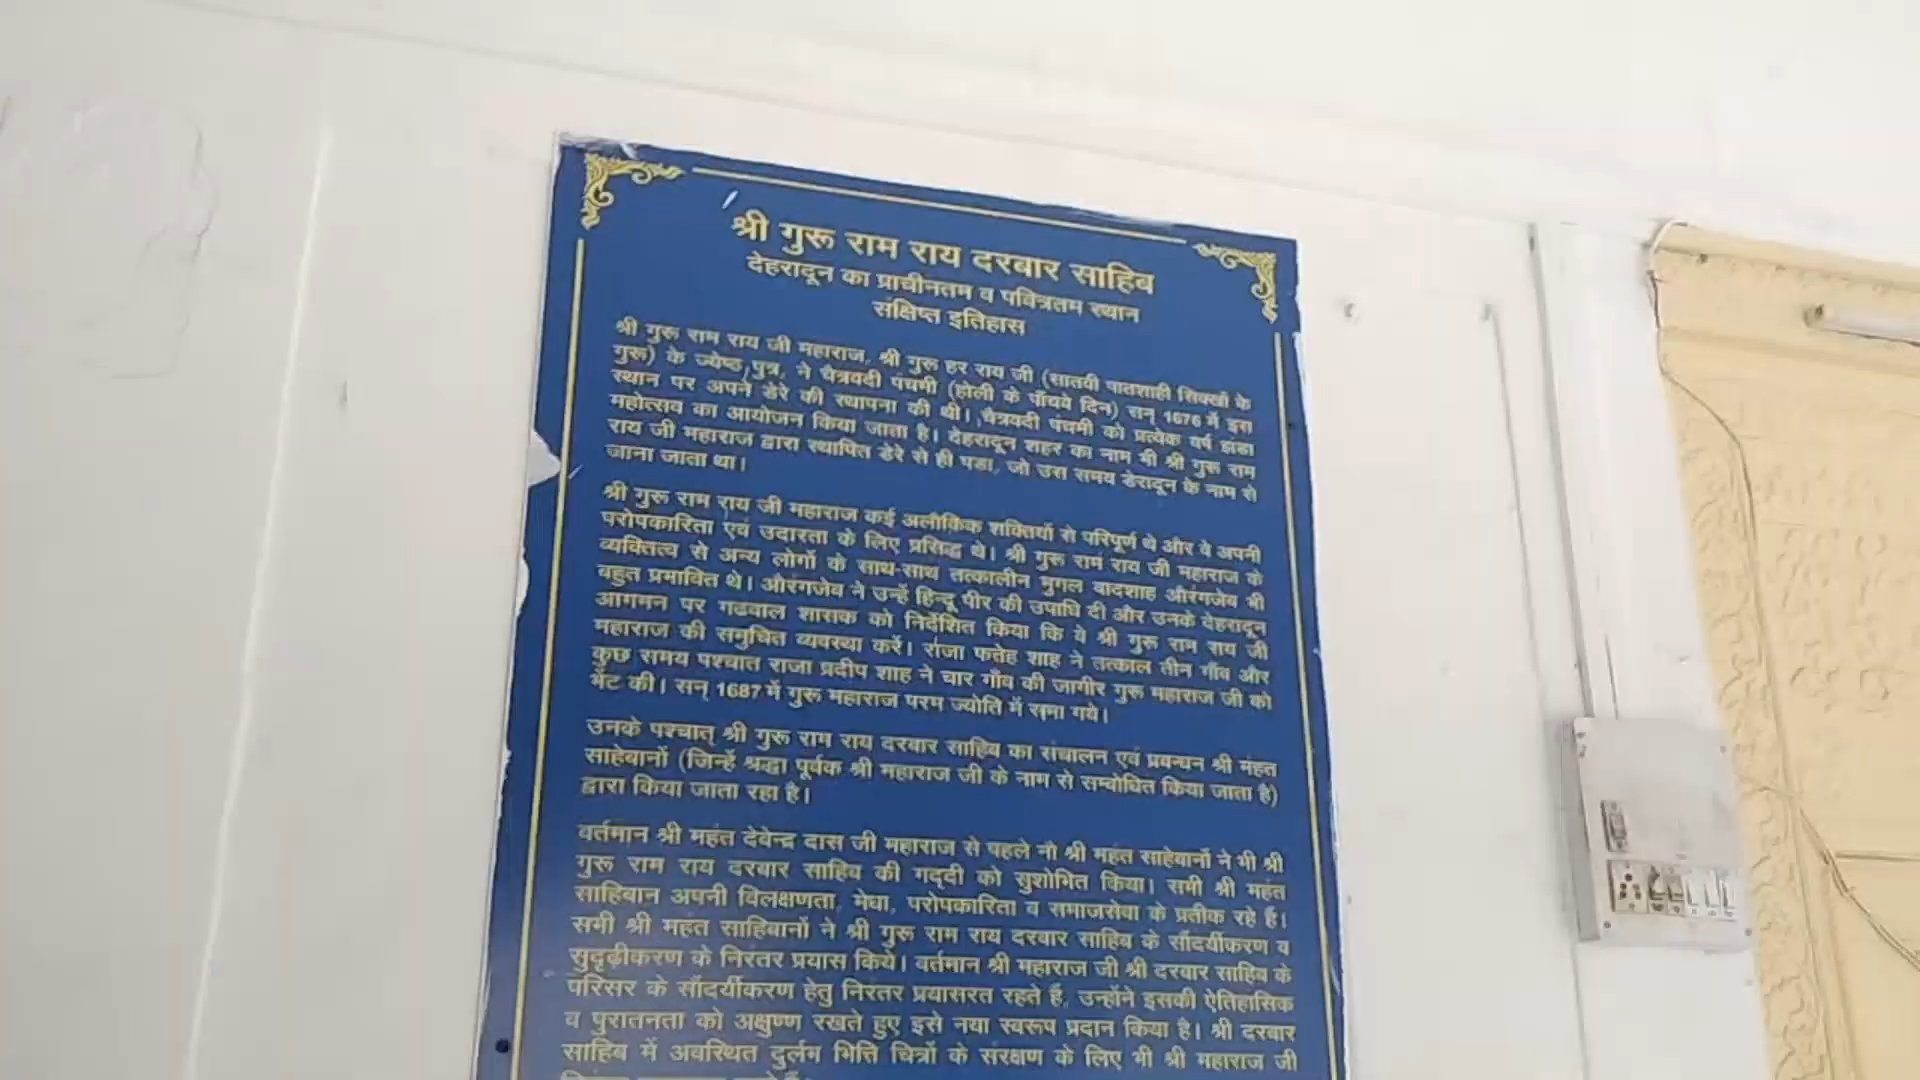 श्री गुरू राम राय दरबार साहिब
देहरादून का प्राचीनतम व पवित्रतम स्थान
संक्षिप्त इतिहास
श्री गुरू राम राय जी महाराज, श्री गुरू हर राय जी (सातवीं पातशाही सिक्खों के
गुरू) के ज्येष्ठ पुत्र, ने चैत्रवदी पंचमी (होली के पाँचवे दिन) सन् 1676 में इस
स्थान पर अपने डेरे की स्थापना की थी। चैत्रवदी पंचमी को प्रत्येक वर्ष झंडा
महोत्सव का आयोजन किया जाता है। देहरादून शहर का नाम भी श्री गुरू राम
राय जी महाराज द्वारा स्थापित डेरे से ही पडा, जो उस समय डेरादून के नाम से
जाना जाता था।
श्री गुरू राम राय जी महाराज कई अलौकिक शक्तियों से परिपूर्ण थे और वे अपनी
परोपकारिता एवं उदारता के लिए प्रसिद्ध थे। श्री गुरू राम राय जी महाराज के
व्यक्तित्व से अन्य लोगों के साथ-साथ तत्कालीन मुगल बादशाह औरंगजेब भी
बहुत प्रभावित थे। औरंगजेब ने उन्हें हिन्दू पीर की उपाधि दी और उनके देहरादून
आगमन पर गढवाल शासक को निर्देशित किया कि वे श्री गुरू राम राय जी
महाराज की समुचित व्यवस्था करें। राजा फतेह शाह ने तत्काल तीन गाँव और
कुछ समय पश्चात राजा प्रदीप शाह ने चार गाँव की जागीर गुरू महाराज जी को
भेंट की। सन् 1687 में गुरू महाराज परम ज्योति में समा गये।
उनके पश्चात् श्री गुरू राम राय दरबार साहिब का संचालन एवं प्रबन्धन श्री महंत
साहेबानों (जिन्हें श्रद्धा पूर्वक श्री महाराज जी के नाम से सम्बोधित किया जाता है)
द्वारा किया जाता रहा है।
वर्तमान श्री महंत देवेन्द्र दास जी महाराज से पहले नौ श्री महंत साहेबानों ने भी श्री
गुरू राम राय दरबार साहिब की गद्दी को सुशोभित किया। सभी श्री महंत
साहिबान अपनी विलक्षणता, मेघा, परोपकारिता व समाजसेवा के प्रतीक रहे हैं।
सभी श्री महंत साहिबानों ने श्री गुरू राम राय दरबार साहिब के सौंदर्यीकरण व
सुदृढ़ीकरण के निरंतर प्रयास किये। वर्तमान श्री महाराज जी श्री दरबार साहिब के
परिसर के सौंदर्यीकरण हेतु निरंतर प्रयासरत रहते हैं, उन्होंने इसकी ऐतिहासिक
व पुरातनता को अक्षुण्ण रखते हुए इसे नया स्वरूप प्रदान किया है। श्री दरबार
साहिब में अवस्थित दुर्लभ भित्ति चित्रों के संरक्षण के लिए भी श्री महाराज जी